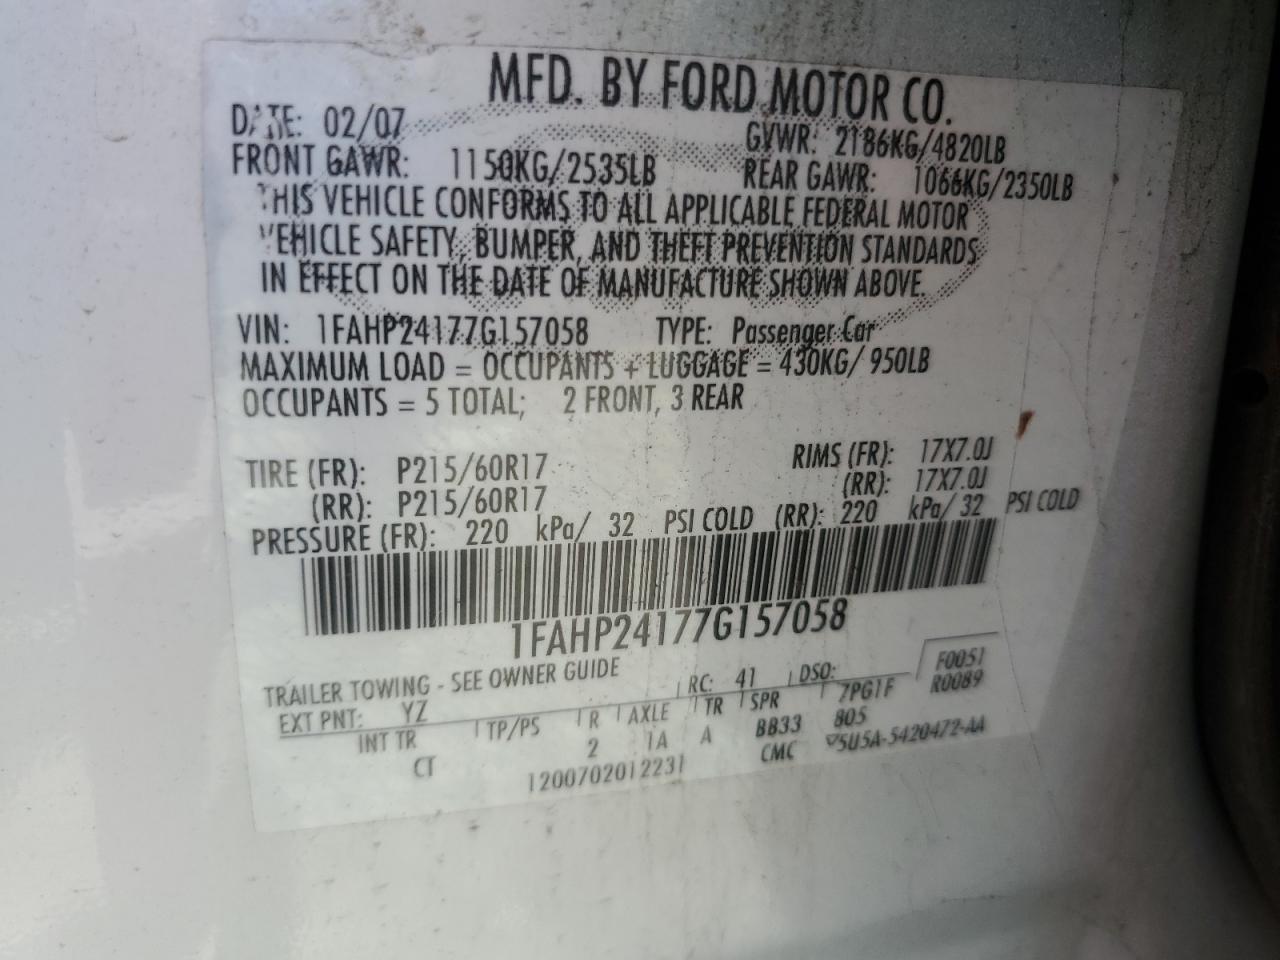 MFD. BY FORD MOTOR CO.
DATE: 02/07 GVWR: 2186KG/4820LB
FRONT GAWR: 1150KG/2535LB REAR GAWR: 1066KG/2350LB
THIS VEHICLE CONFORMS TO ALL APPLICABLE FEDERAL MOTOR
VEHICLE SAFETY, BUMPER, AND THEFT PREVENTION STANDARDS
IN EFFECT ON THE DATE OF MANUFACTURE SHOWN ABOVE.
VIN: 1FAHP24177G157058 TYPE: Passenger Car
MAXIMUM LOAD = OCCUPANTS + LUGGAGE = 430KG/ 950LB
OCCUPANTS = 5 TOTAL; 2 FRONT, 3 REAR
TIRE (FR): P215/60R17 RIMS (FR): 17X7.0J
(RR): P215/60R17 (RR): 17X7.0J
PRESSURE (FR): 220 kPa/ 32 PSI COLD (RR): 220 kPa/ 32 PSI COLD
1FAHP24177G157058
TRAILER TOWING - SEE OWNER GUIDE
EXT PNT: YZ RC: 41 DSO: F0051
R0089
INT TR TP/PS R AXLE TR SPR 7PG1F
CT 2 1A A BB33 805
1200702012231 CMC ▽5U5A-5420472-AA